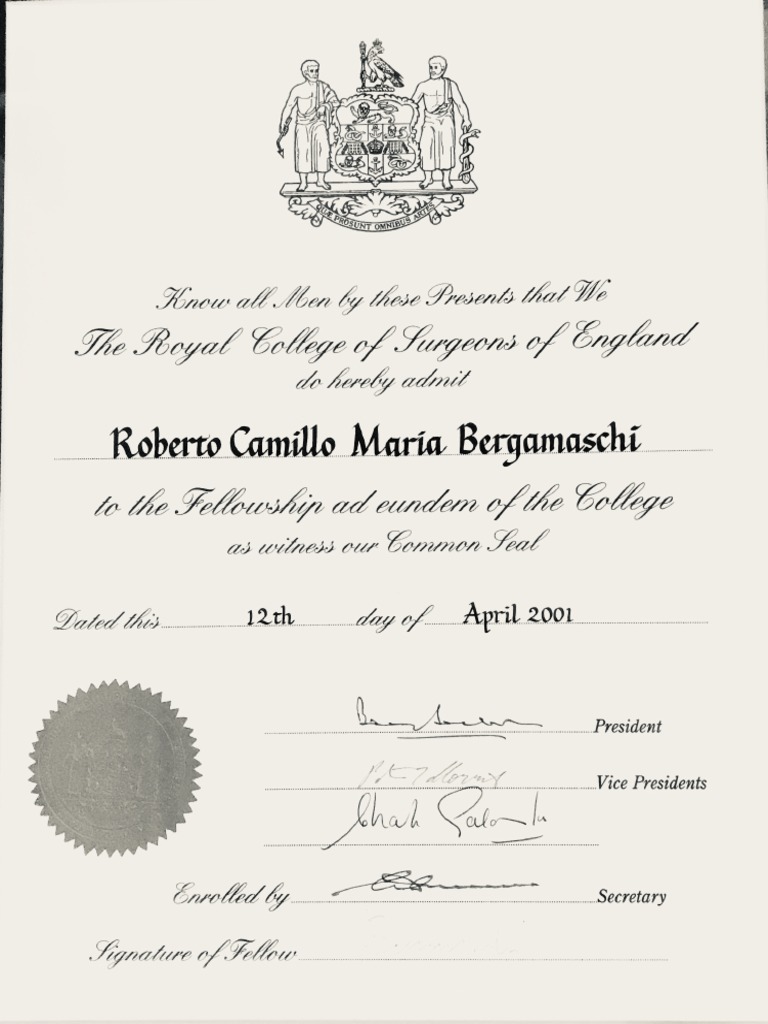 QUÆ PROSUNT OMNIBUS ARTES
Know all Men by these Presents that We
The Royal College of Surgeons of England
do hereby admit
Roberto Camillo Maria Bergamaschi
to the Fellowship ad eundem of the College
as witness our Common Seal
Dated this 12th day of April 2001
President
Vice Presidents
Enrolled by Secretary
Signature of Fellow